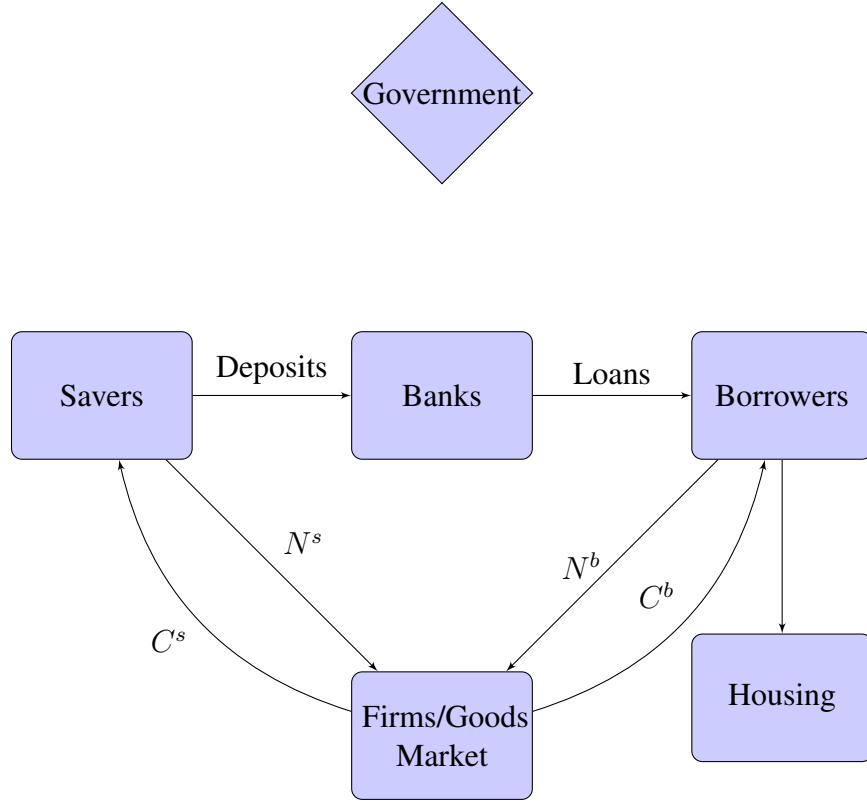 Government
Deposits
Loans
Savers
Banks
Borrowers
N^s
N^b
C^b
C^s
Housing
Firms/Goods
Market